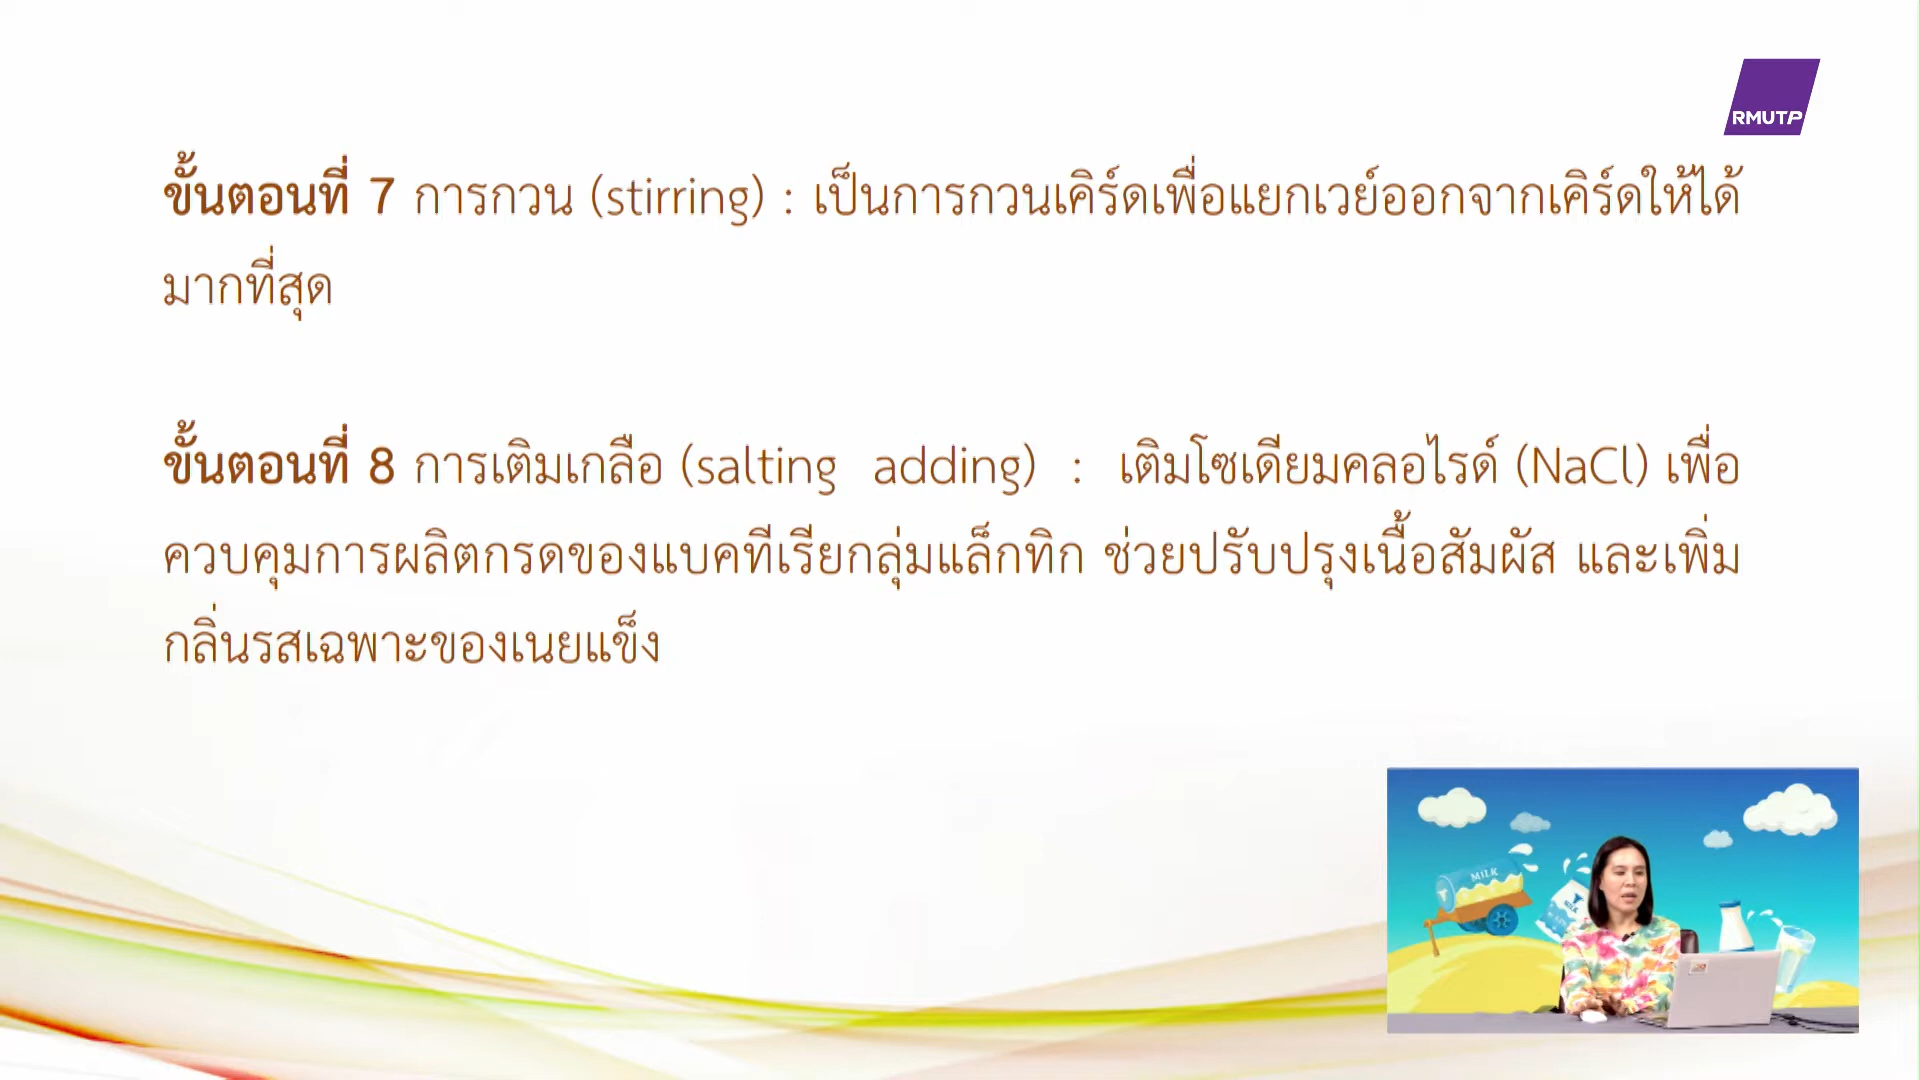 RMUTP
ขั้นตอนที่ 7 การกวน (stirring) : เป็นการกวนเคิร์ดเพื่อแยกเวย์ออกจากเคิร์ดให้ได้
มากที่สุด
ขั้นตอนที่ 8 การเติมเกลือ (salting adding) : เติมโซเดียมคลอไรด์ (NaCl) เพื่อ
ควบคุมการผลิตกรดของแบคทีเรียกลุ่มแล็กทิก ช่วยปรับปรุงเนื้อสัมผัส และเพิ่ม
กลิ่นรสเฉพาะของเนยแข็ง
MILK
MILK